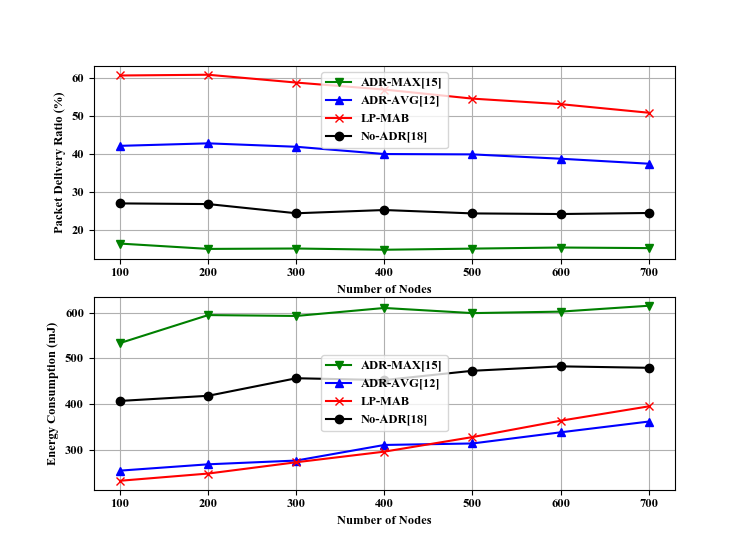 60
50
40
30
20
Packet Delivery Ratio (%)
ADR-MAX[15]
ADR-AVG[12]
LP-MAB
No-ADR[18]
100 200 300 400 500 600 700
Number of Nodes
600
500
400
300
Energy Consumption (mJ)
ADR-MAX[15]
ADR-AVG[12]
LP-MAB
No-ADR[18]
100 200 300 400 500 600 700
Number of Nodes